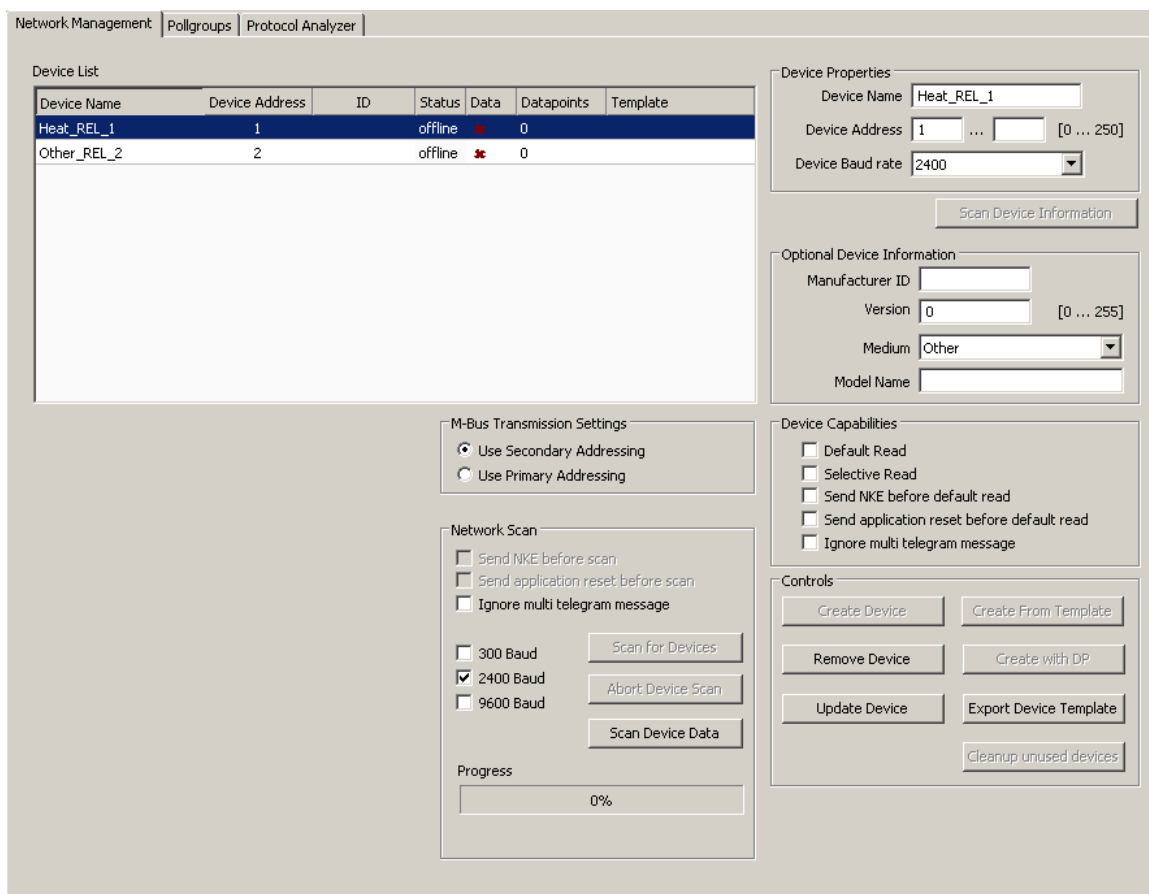 Network Management Pollgroups Protocol Analyzer
Device List
Device Name Device Address ID Status Data Datapoints Template
Heat_REL_1 1 offline 0
Other_REL_2 2 offline 0
Device Properties
Device Name Heat_REL_1
Device Address 1 ... [0 ... 250]
Device Baud rate 2400
Scan Device Information
Optional Device Information
Manufacturer ID
Version 0 [0 ... 255]
Medium Other
Model Name
M-Bus Transmission Settings
Use Secondary Addressing
Use Primary Addressing
Device Capabilities
Default Read
Selective Read
Send NKE before default read
Send application reset before default read
Ignore multi telegram message
Network Scan
Send NKE before scan
Send application reset before scan
Ignore multi telegram message
300 Baud
2400 Baud
9600 Baud
Scan for Devices
Abort Device Scan
Scan Device Data
Progress
0%
Controls
Create Device Create From Template
Remove Device Create with DP
Update Device Export Device Template
Cleanup unused devices